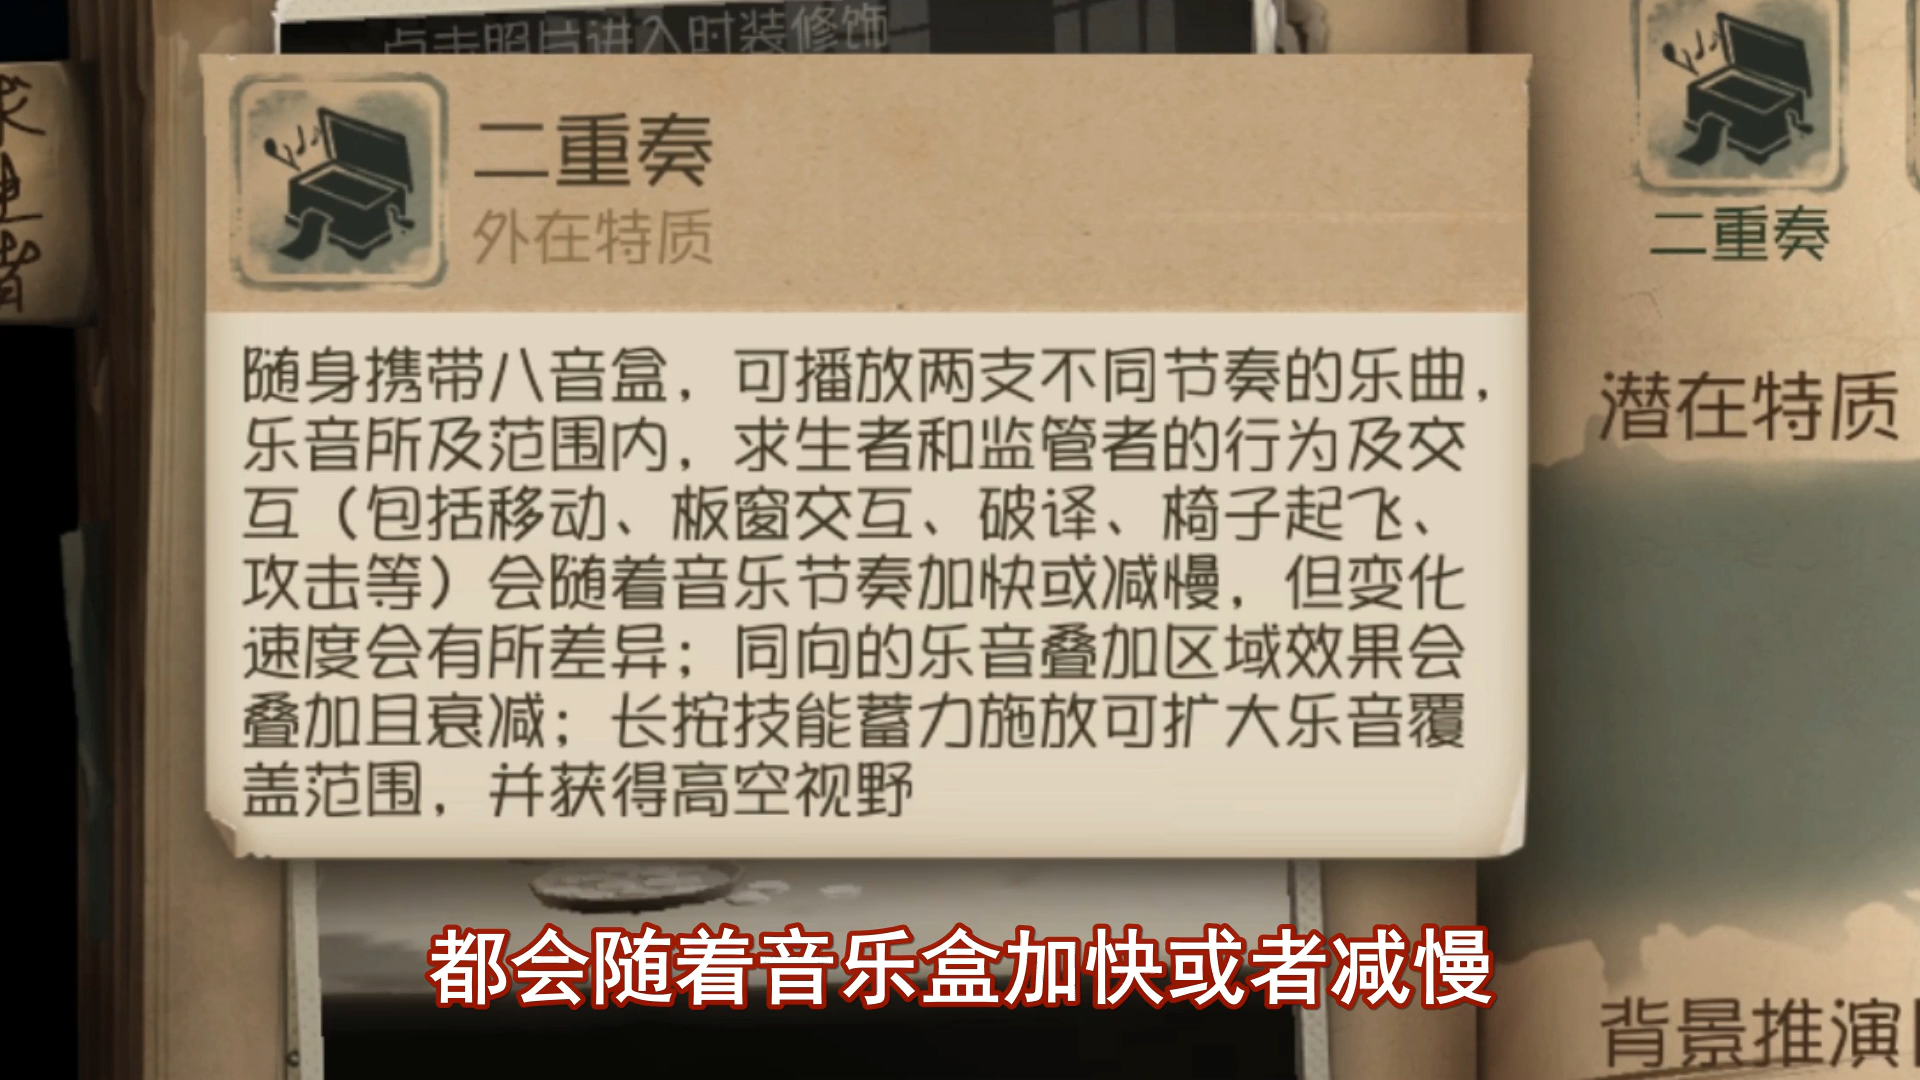 点击照片进入时装修饰
求生者
二重奏
外在特质
随身携带八音盒，可播放两支不同节奏的乐曲，
乐音所及范围内，求生者和监管者的行为及交
互（包括移动、板窗交互、破译、椅子起飞、
攻击等）会随着音乐节奏加快或减慢，但变化
速度会有所差异；同向的乐音叠加区域效果会
叠加且衰减；长按技能蓄力施放可扩大乐音覆
盖范围，并获得高空视野
二重奏
潜在特质
背景推演
都会随着音乐盒加快或者减慢